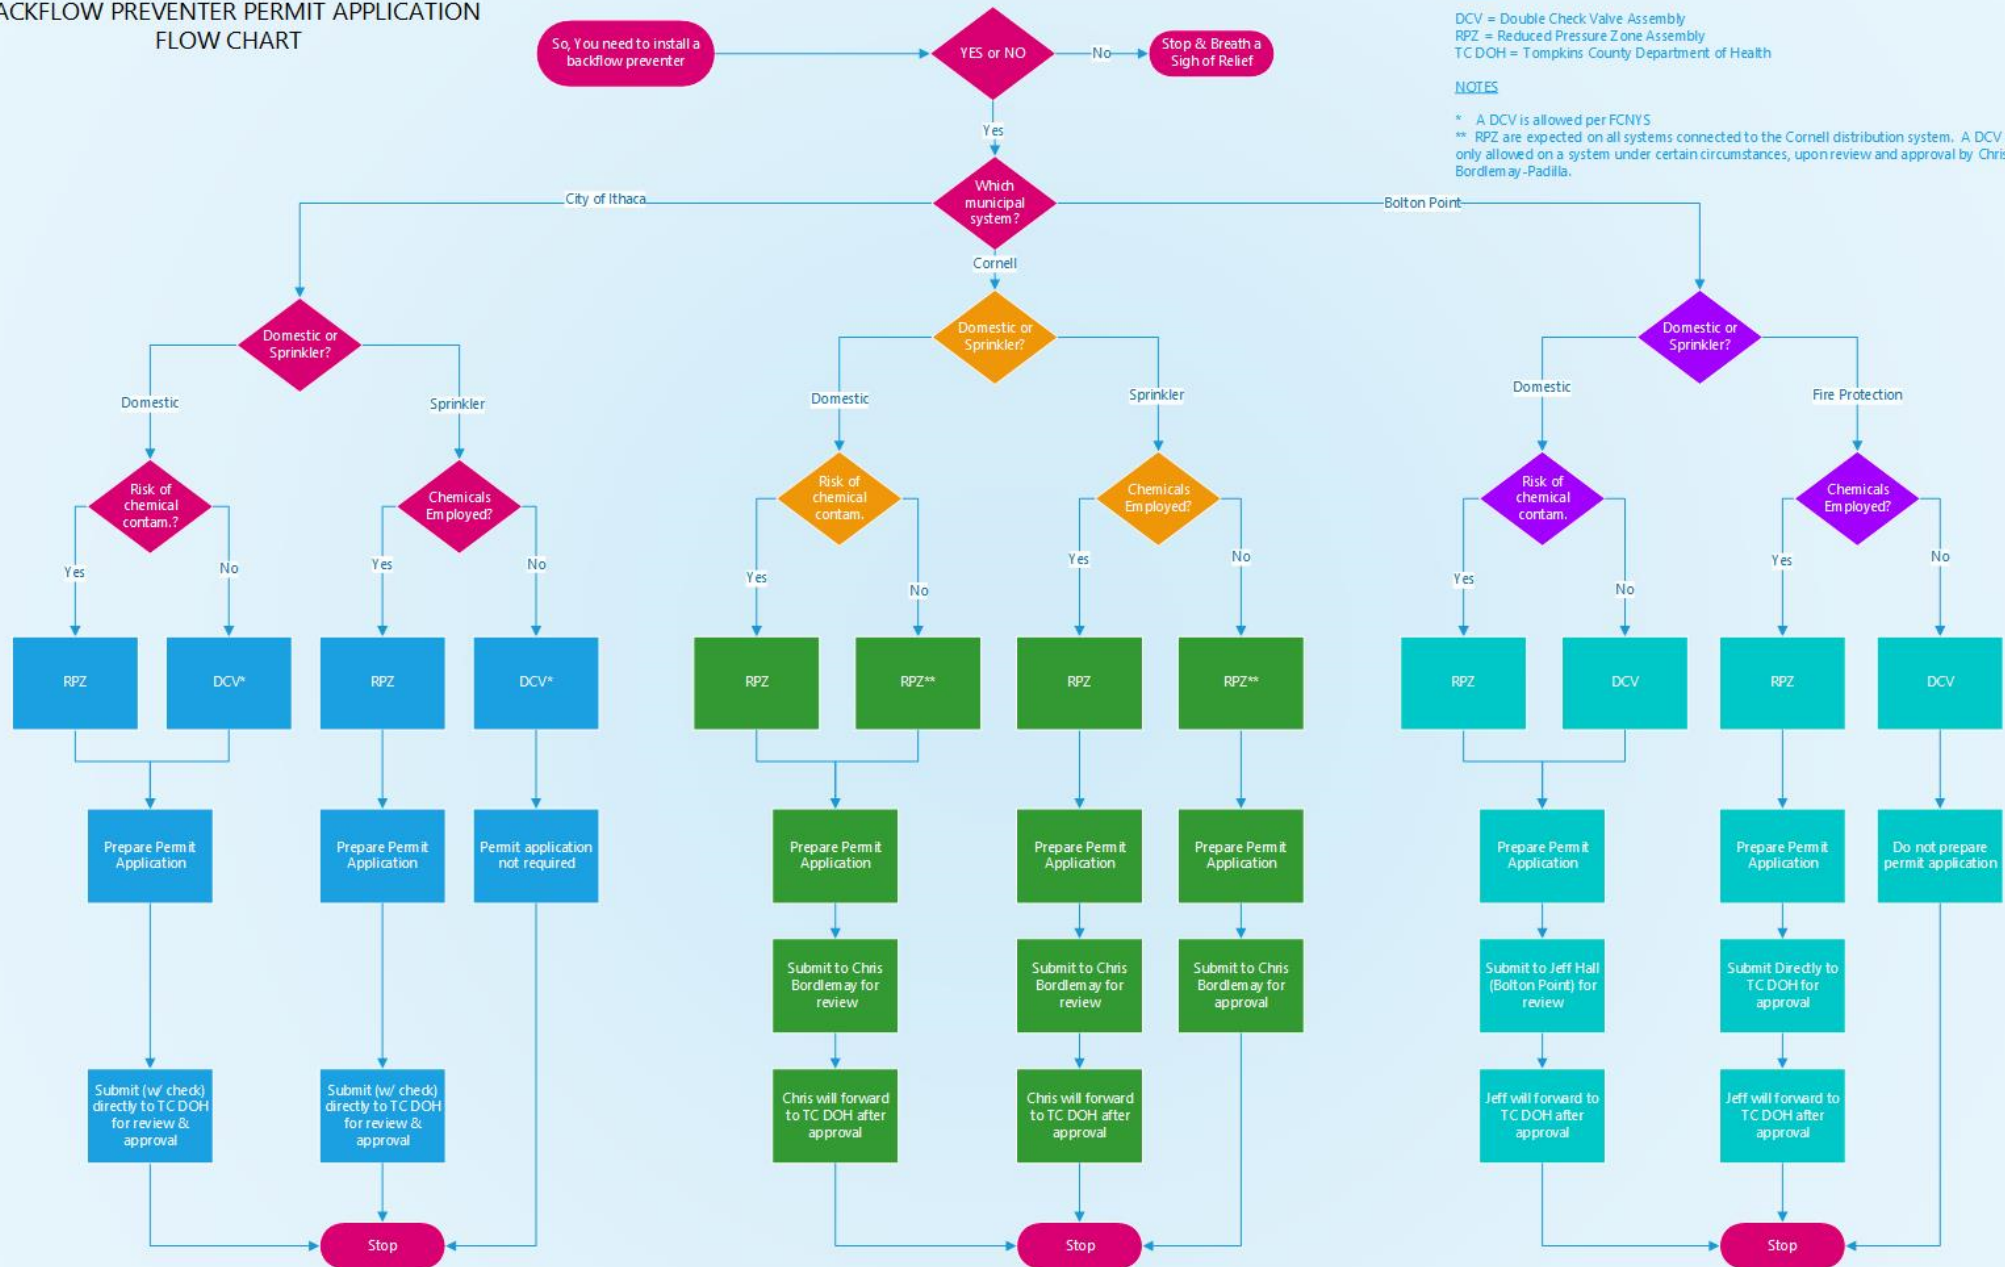 ACKFLOW PREVENTER PERMIT APPLICATION
FLOW CHART
So, You need to install a
backflow preventer
YES or NO
No
Stop & Breath a
Sigh of Relief
DCV = Double Check Valve Assembly
RPZ = Reduced Pressure Zone Assembly
TC DOH = Tompkins County Department of Health
NOTES
* A DCV is allowed per FCNYS
** RPZ are expected on all systems connected to the Cornell distribution system. A DCV
only allowed on a system under certain circumstances, upon review and approval by Chris
Bordlemay-Padilla.
Yes
Which
municipal
system?
City of Ithaca
Cornell
Bolton Point
Domestic or
Sprinkler?
Domestic
Sprinkler
Risk of
chemical
contam.?
Chemicals
Employed?
Yes
No
Yes
No
RPZ
DCV*
RPZ
DCV*
Prepare Permit
Application
Prepare Permit
Application
Permit application
not required
Submit (w/ check)
directly to TC DOH
for review &
approval
Submit (w/ check)
directly to TC DOH
for review &
approval
Stop
Domestic or
Sprinkler?
Domestic
Sprinkler
Risk of
chemical
contam.
Chemicals
Employed?
Yes
No
Yes
No
RPZ
RPZ**
RPZ
RPZ**
Prepare Permit
Application
Prepare Permit
Application
Prepare Permit
Application
Submit to Chris
Bordlemay for
review
Submit to Chris
Bordlemay for
review
Submit to Chris
Bordlemay for
approval
Chris will forward
to TC DOH after
approval
Chris will forward
to TC DOH after
approval
Stop
Domestic or
Sprinkler?
Domestic
Fire Protection
Risk of
chemical
contam.
Chemicals
Employed?
Yes
No
Yes
No
RPZ
DCV
RPZ
DCV
Prepare Permit
Application
Prepare Permit
Application
Do not prepare
permit application
Submit to Jeff Hall
(Bolton Point) for
review
Submit Directly to
TC DOH for
approval
Jeff will forward to
TC DOH after
approval
Jeff will forward to
TC DOH after
approval
Stop